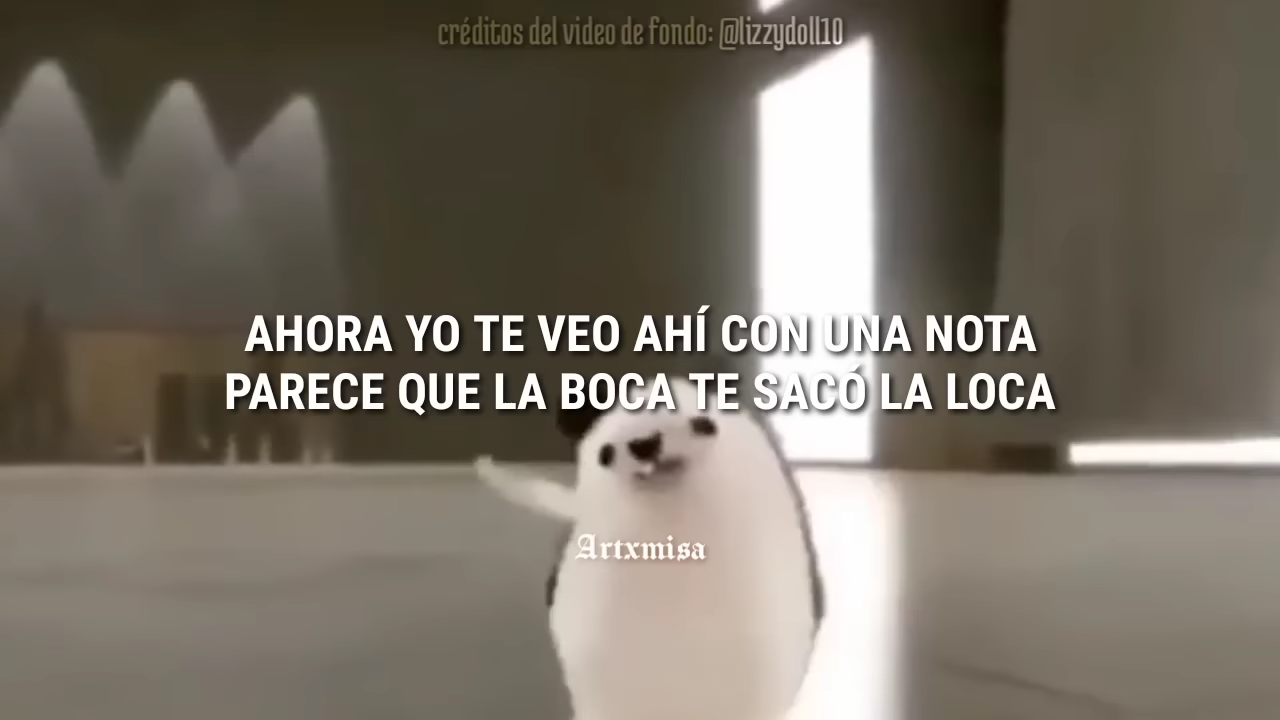 créditos del video de fondo: @lizzydoll10
AHORA YO TE VEO AHÍ CON UNA NOTA
PARECE QUE LA BOCA TE SACÓ LA LOCA
Artxmisa